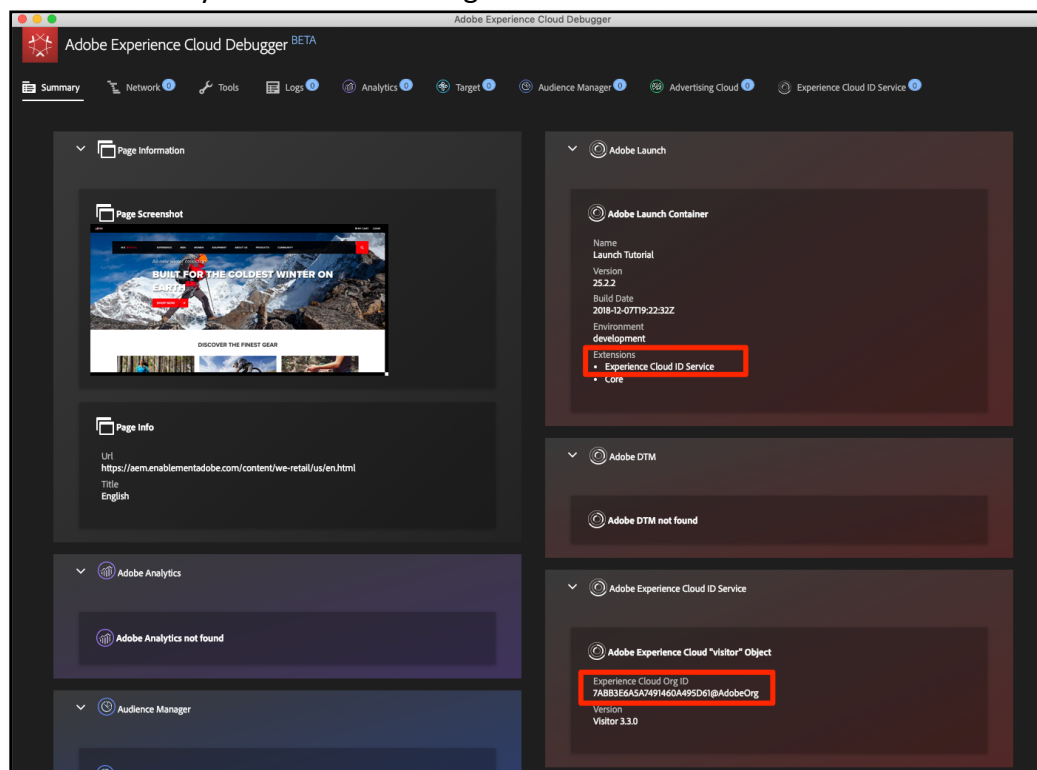 Adobe Experience Cloud Debugger
Adobe Experience Cloud Debugger BETA
Summary
Network 0
Tools
Logs 0
Analytics 0
Target 0
Audience Manager 0
Advertising Cloud 0
Experience Cloud ID Service 0
Page Information
Page Screenshot
BUILT FOR THE COLDEST WINTER ON
EARTH
SHOP NOW
DISCOVER THE FINEST GEAR
Page Info
Url
https://aem.enablementadobe.com/content/we-retail/us/en.html
Title
English
Adobe Analytics
Adobe Analytics not found
Audience Manager
Adobe Launch
Adobe Launch Container
Name
Launch Tutorial
Version
25.2.2
Build Date
2018-12-07T19:22:32Z
Environment
development
Extensions
• Experience Cloud ID Service
• Core
Adobe DTM
Adobe DTM not found
Adobe Experience Cloud ID Service
Adobe Experience Cloud "visitor" Object
Experience Cloud Org ID
7ABB3E6A5A7491460A495D61@AdobeOrg
Version
Visitor 3.3.0